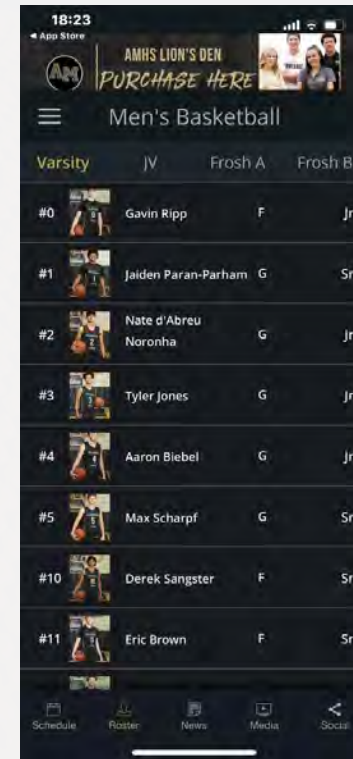 18:23
App Store
AM
AMHS LION'S DEN
PURCHASE HERE
Men's Basketball
Varsity JV Frosh A Frosh B
#0 Gavin Ripp F Jr
#1 Jaiden Paran-Parham G Sr
#2 Nate d'Abreu
Noronha G Jr
#3 Tyler Jones G Jr
#4 Aaron Biebel G Jr
#5 Max Scharpf G Sr
#10 Derek Sangster F Sr
#11 Eric Brown F Sr
Schedule Roster News Media Social